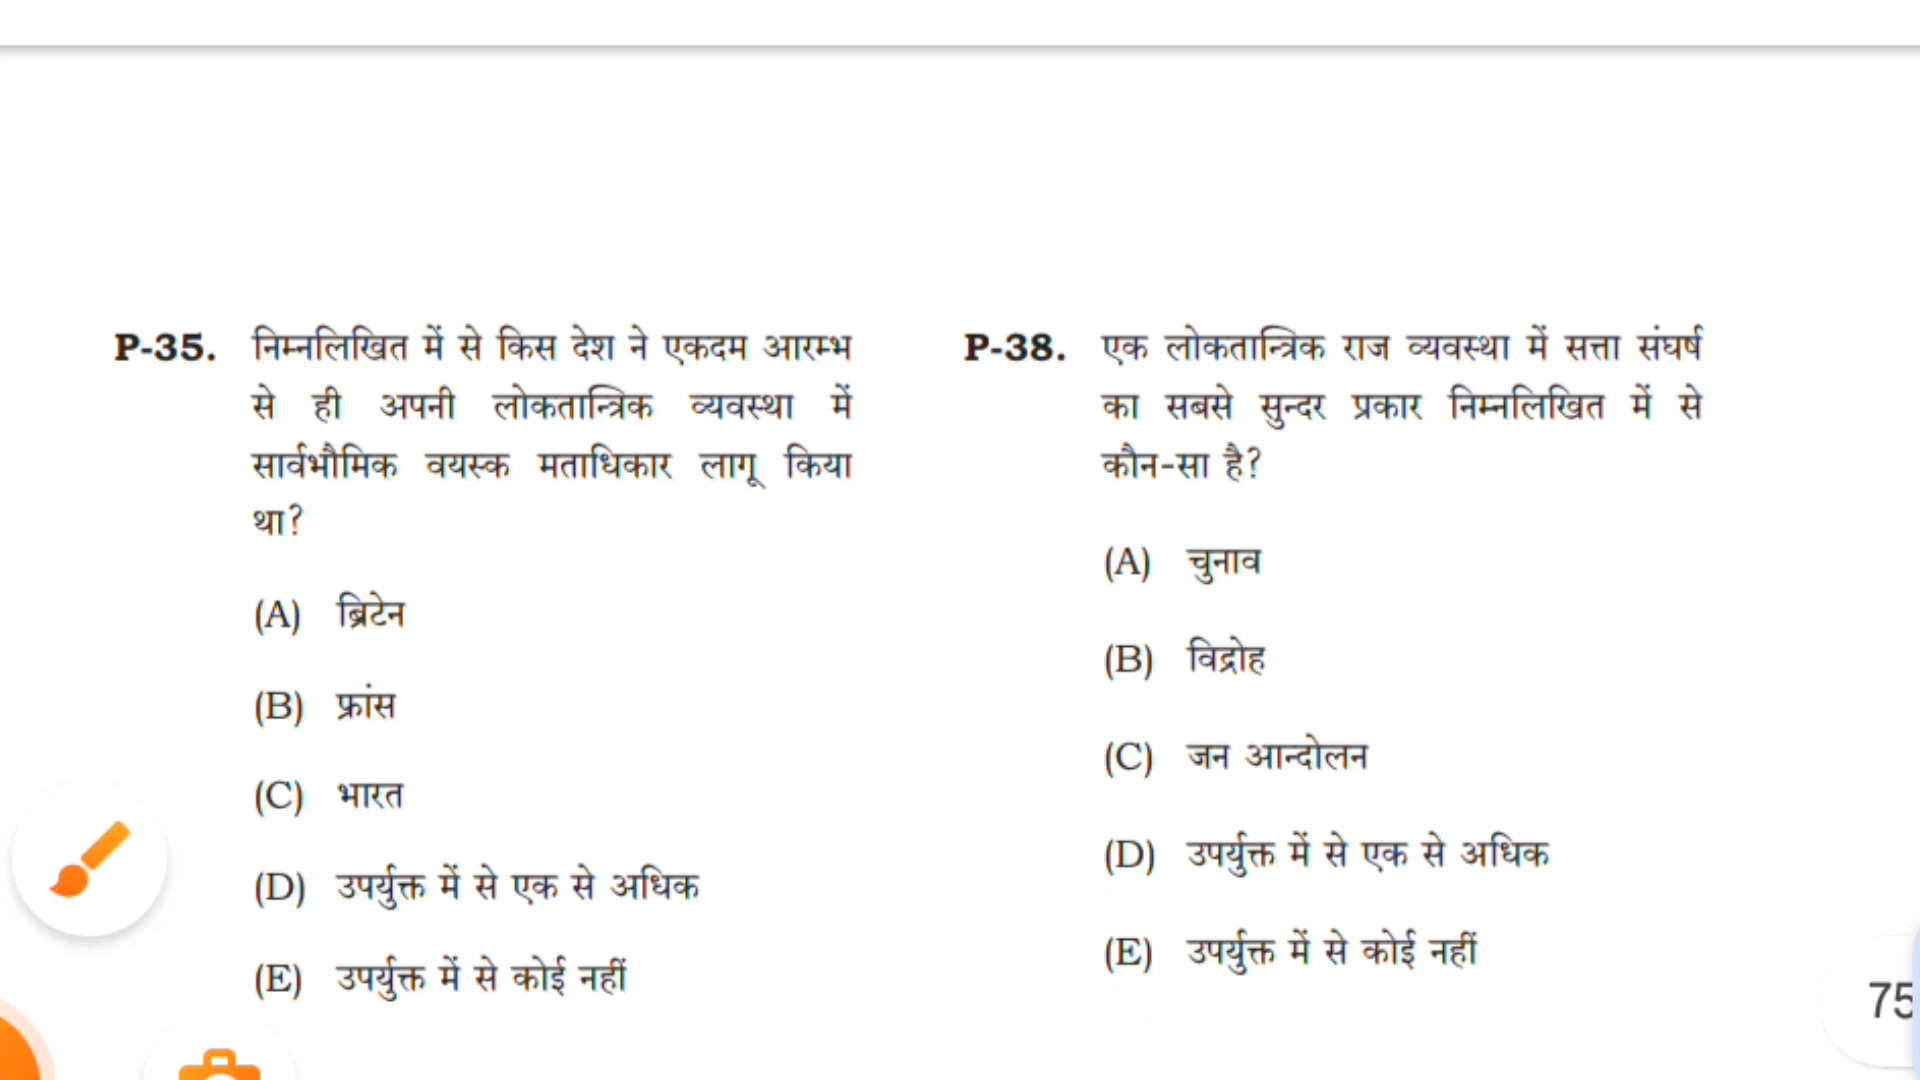 P-35. निम्नलिखित में से किस देश ने एकदम आरम्भ
से ही अपनी लोकतान्त्रिक व्यवस्था में
सार्वभौमिक वयस्क मताधिकार लागू किया
था?
(A) ब्रिटेन
(B) फ्रांस
(C) भारत
(D) उपर्युक्त में से एक से अधिक
(E) उपर्युक्त में से कोई नहीं
P-38. एक लोकतान्त्रिक राज व्यवस्था में सत्ता संघर्ष
का सबसे सुन्दर प्रकार निम्नलिखित में से
कौन-सा है?
(A) चुनाव
(B) विद्रोह
(C) जन आन्दोलन
(D) उपर्युक्त में से एक से अधिक
(E) उपर्युक्त में से कोई नहीं
75